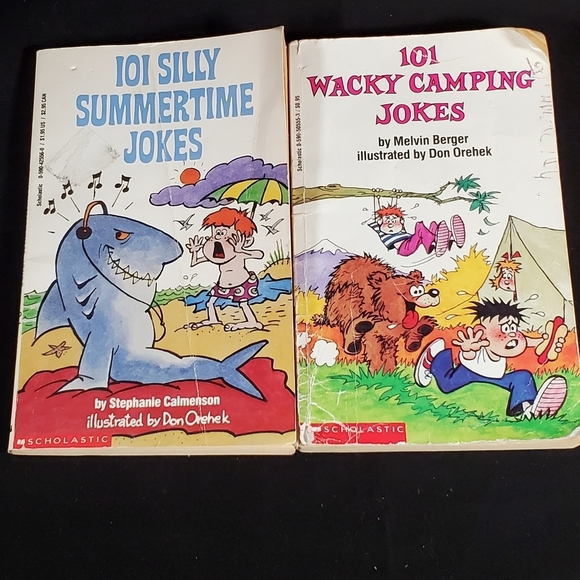 101 SILLY
SUMMERTIME
JOKES
by Stephanie Calmenson
illustrated by Don Orehek
SCHOLASTIC
101
WACKY CAMPING
JOKES
by Melvin Berger
illustrated by Don Orehek
SCHOLASTIC